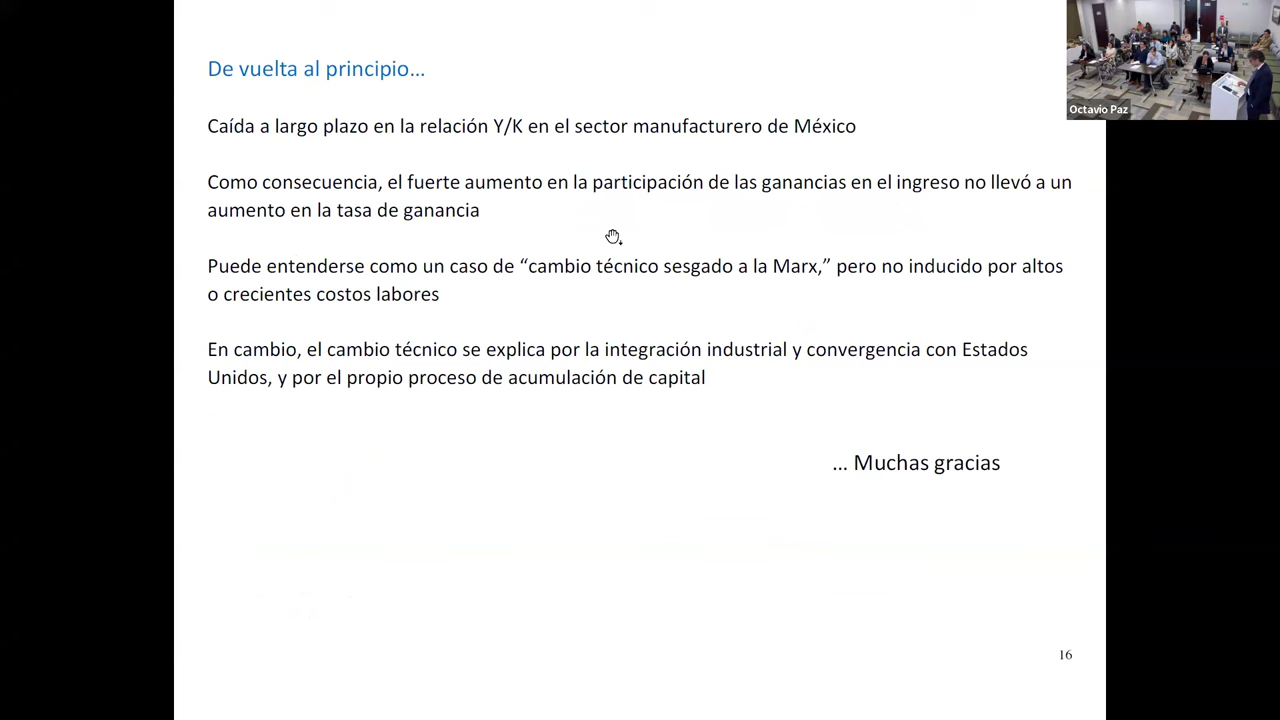 De vuelta al principio…
Octavio Paz
Caída a largo plazo en la relación Y/K en el sector manufacturero de México
Como consecuencia, el fuerte aumento en la participación de las ganancias en el ingreso no llevó a un
aumento en la tasa de ganancia
Puede entenderse como un caso de “cambio técnico sesgado a la Marx,” pero no inducido por altos
o crecientes costos labores
En cambio, el cambio técnico se explica por la integración industrial y convergencia con Estados
Unidos, y por el propio proceso de acumulación de capital
… Muchas gracias
16